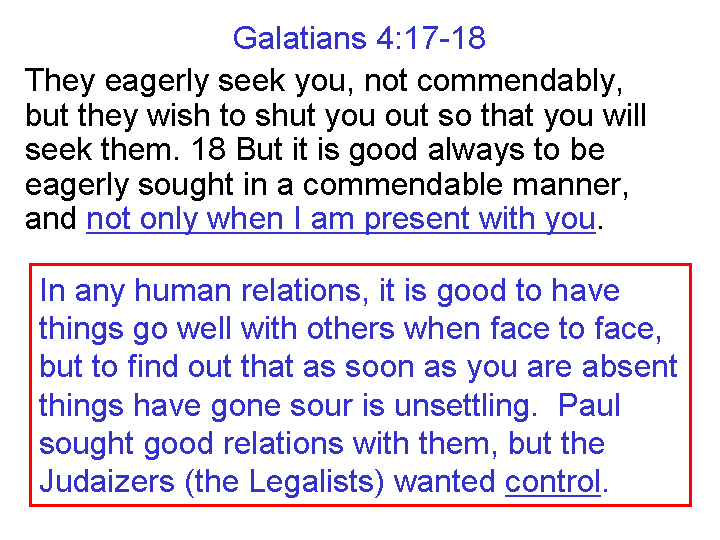 Galatians 4:17-18
They eagerly seek you, not commendably,
but they wish to shut you out so that you will
seek them. 18 But it is good always to be
eagerly sought in a commendable manner,
and not only when I am present with you.
In any human relations, it is good to have
things go well with others when face to face,
but to find out that as soon as you are absent
things have gone sour is unsettling.  Paul
sought good relations with them, but the
Judaizers (the Legalists) wanted control.